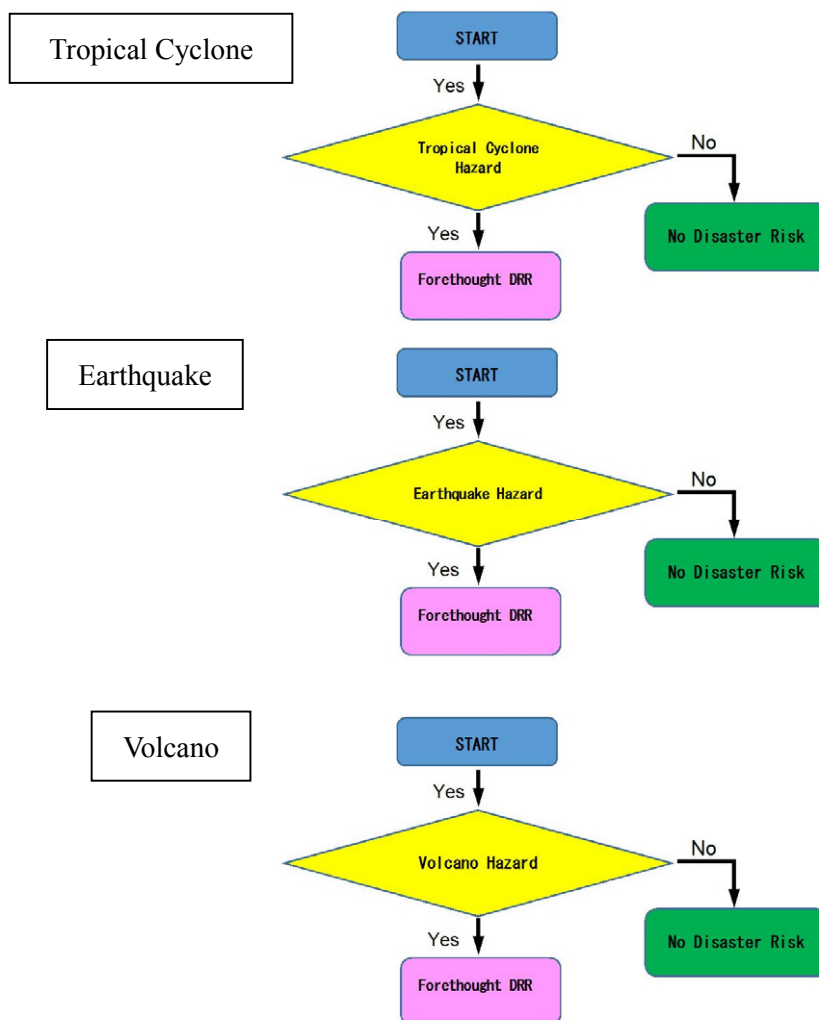 Tropical Cyclone
START
Yes
Tropical Cyclone
Hazard
No
Yes
No Disaster Risk
Forethought DRR
Earthquake
START
Yes
Earthquake Hazard
No
Yes
No Disaster Risk
Forethought DRR
Volcano
START
Yes
Volcano Hazard
No
Yes
No Disaster Risk
Forethought DRR